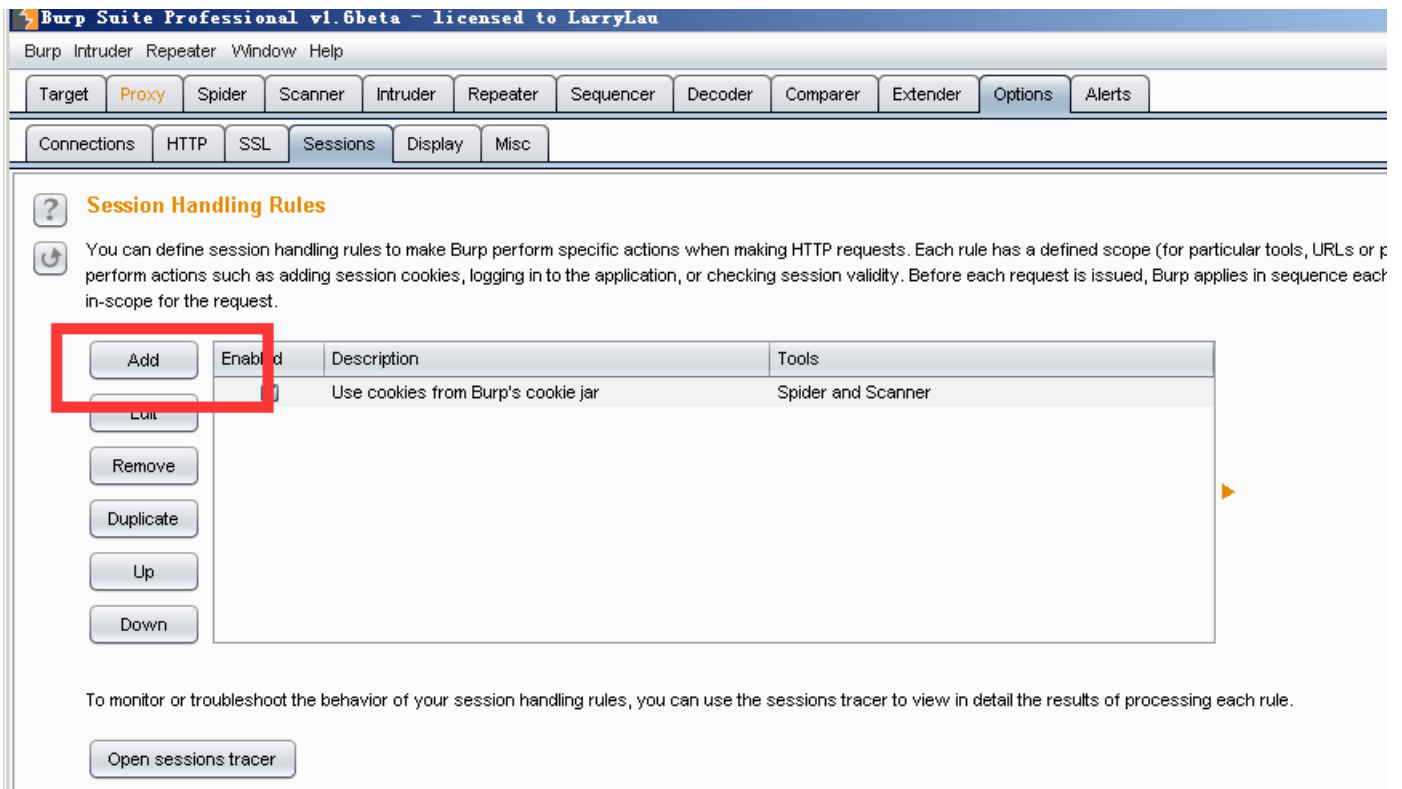 Burp Suite Professional v1.6beta - licensed to LarryLau
Burp Intruder Repeater Window Help
Target Proxy Spider Scanner Intruder Repeater Sequencer Decoder Comparer Extender Options Alerts
Connections HTTP SSL Sessions Display Misc
? Session Handling Rules
You can define session handling rules to make Burp perform specific actions when making HTTP requests. Each rule has a defined scope (for particular tools, URLs or p
perform actions such as adding session cookies, logging in to the application, or checking session validity. Before each request is issued, Burp applies in sequence each
in-scope for the request.
Add Enabled Description Tools
Use cookies from Burp's cookie jar Spider and Scanner
Edit
Remove
Duplicate
Up
Down
To monitor or troubleshoot the behavior of your session handling rules, you can use the sessions tracer to view in detail the results of processing each rule.
Open sessions tracer